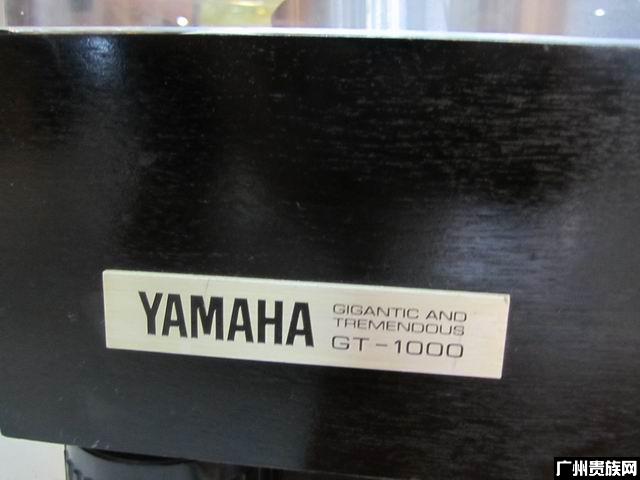 YAMAHA
GIGANTIC AND
TREMENDOUS
GT-1000
广州贵族网